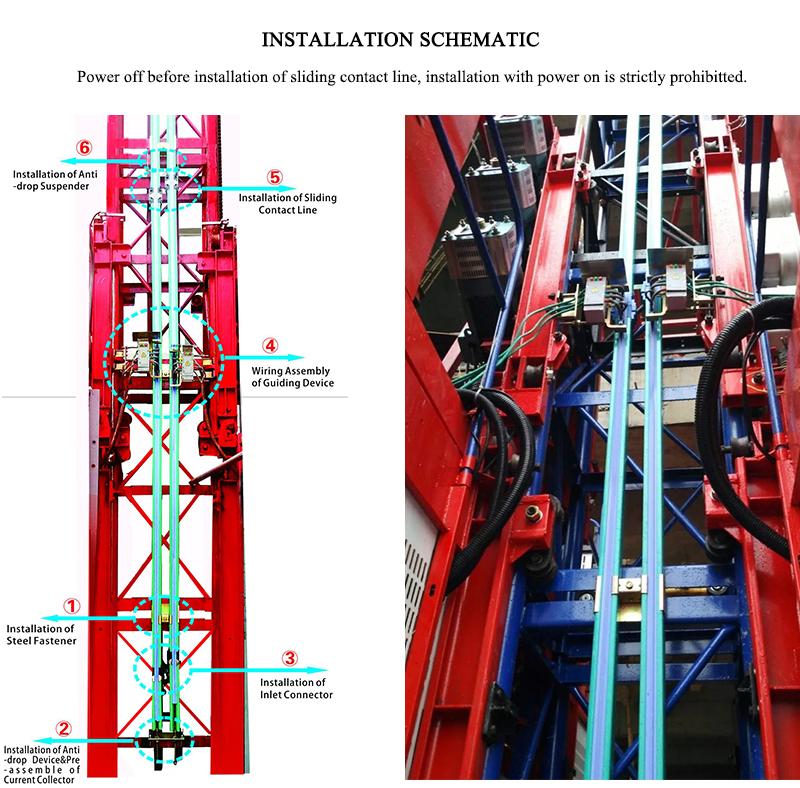 INSTALLATION SCHEMATIC
Power off before installation of sliding contact line, installation with power on is strictly prohibitted.
⑥
Installation of Anti
-drop Suspender
⑤
Installation of Sliding
Contact Line
④
Wiring Assembly
of Guiding Device
①
Installation of
Steel Fastener
③
Installation of
Inlet Connector
②
Installation of Anti
-drop Device&Pre
-assemble of
Current Collector